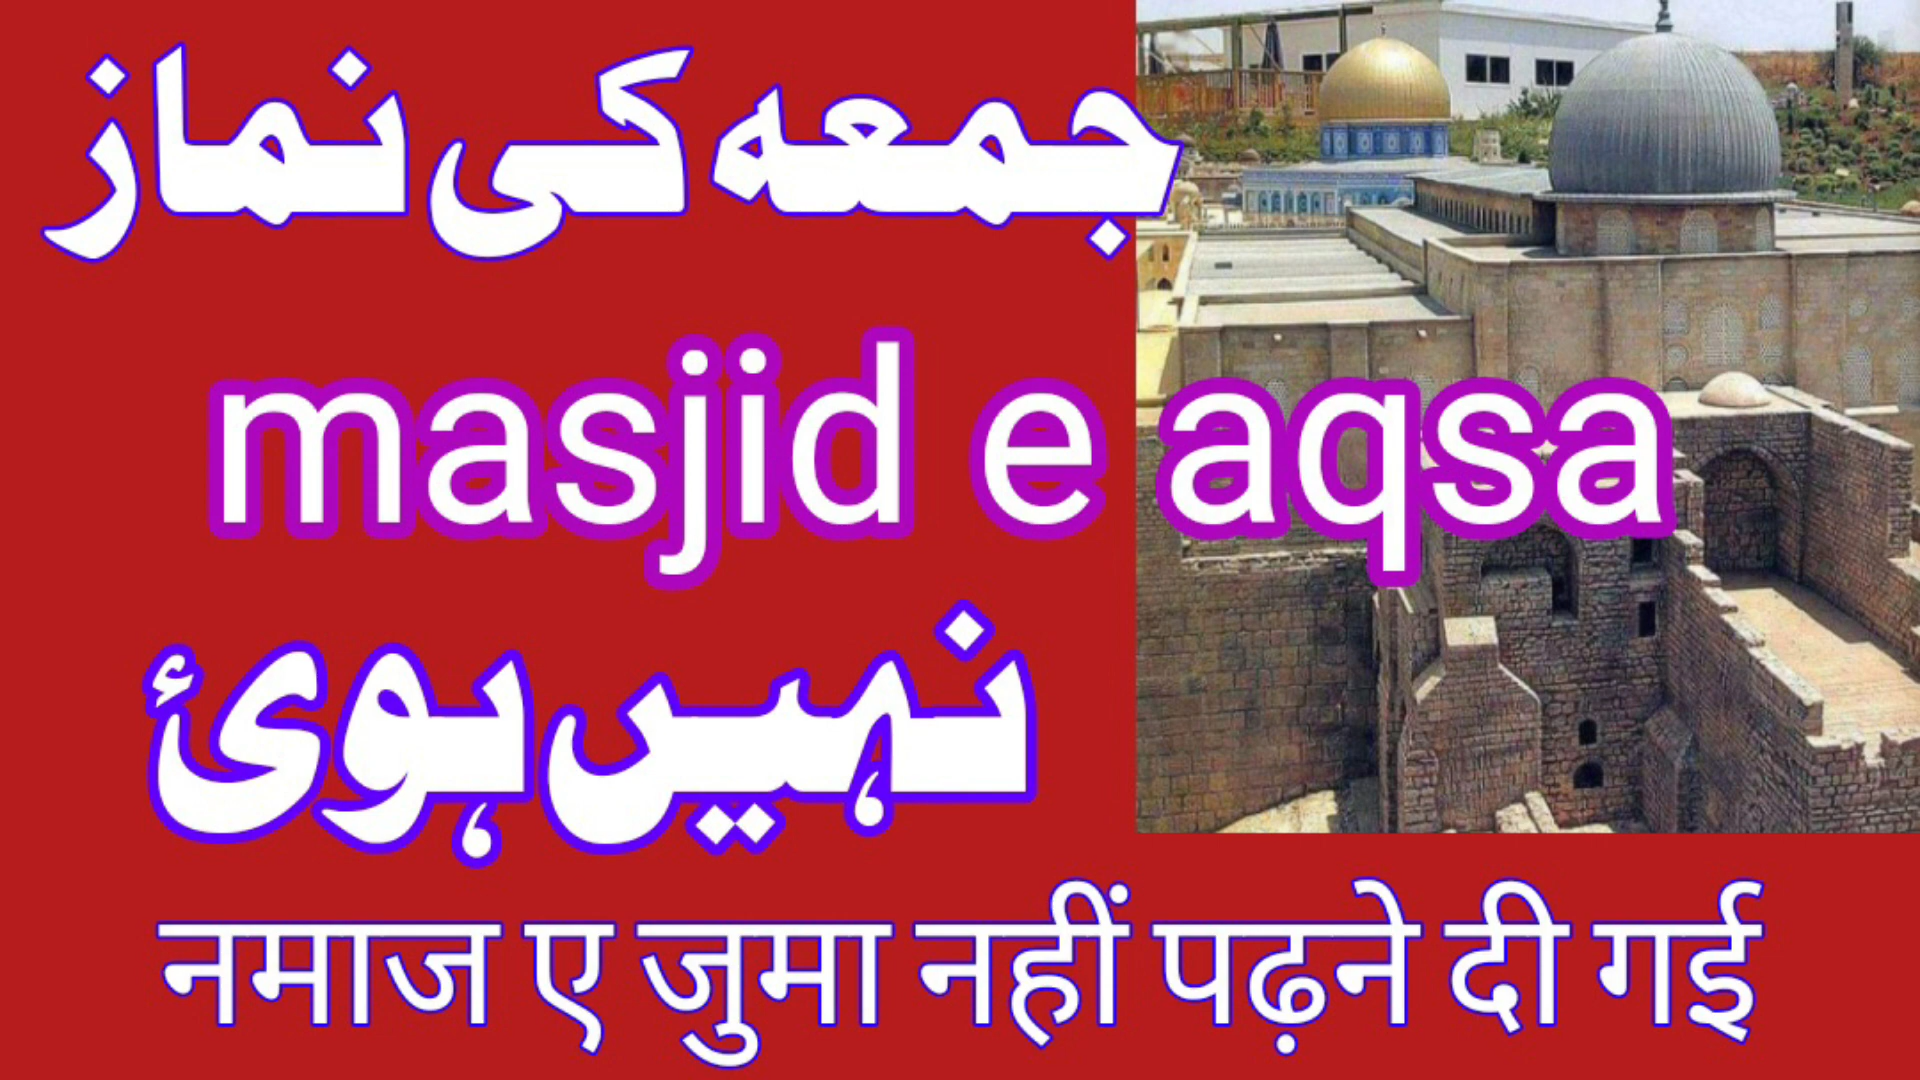 جمعہ کی نماز
masjid e aqsa
نہیں ہوئ
नमाज ए जुमा नहीं पढ़ने दी गई